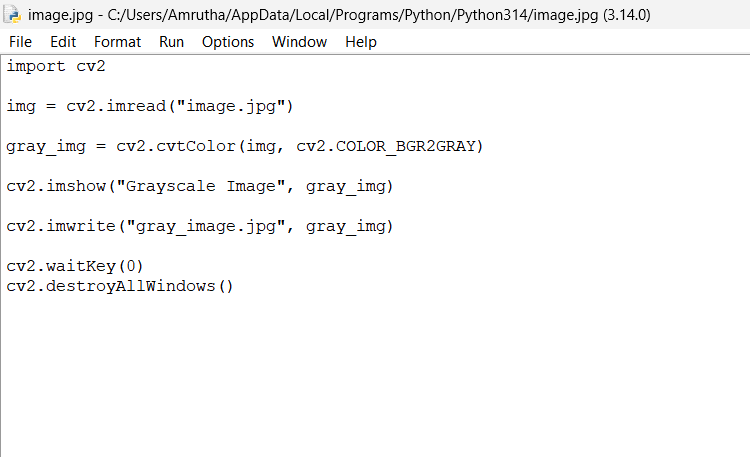 image.jpg - C:/Users/Amrutha/AppData/Local/Programs/Python/Python314/image.jpg (3.14.0)
File Edit Format Run Options Window Help
import cv2
img = cv2.imread("image.jpg")
gray_img = cv2.cvtColor(img, cv2.COLOR_BGR2GRAY)
cv2.imshow("Grayscale Image", gray_img)
cv2.imwrite("gray_image.jpg", gray_img)
cv2.waitKey(0)
cv2.destroyAllWindows()